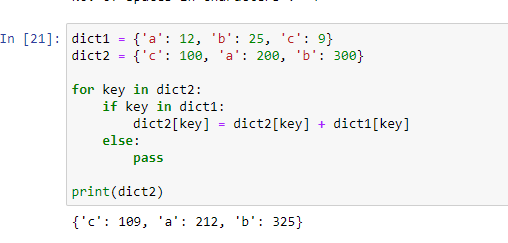 In [21]: dict1 = {'a': 12, 'b': 25, 'c': 9}
dict2 = {'c': 100, 'a': 200, 'b': 300}
for key in dict2:
    if key in dict1:
        dict2[key] = dict2[key] + dict1[key]
    else:
        pass
print(dict2)
{'c': 109, 'a': 212, 'b': 325}